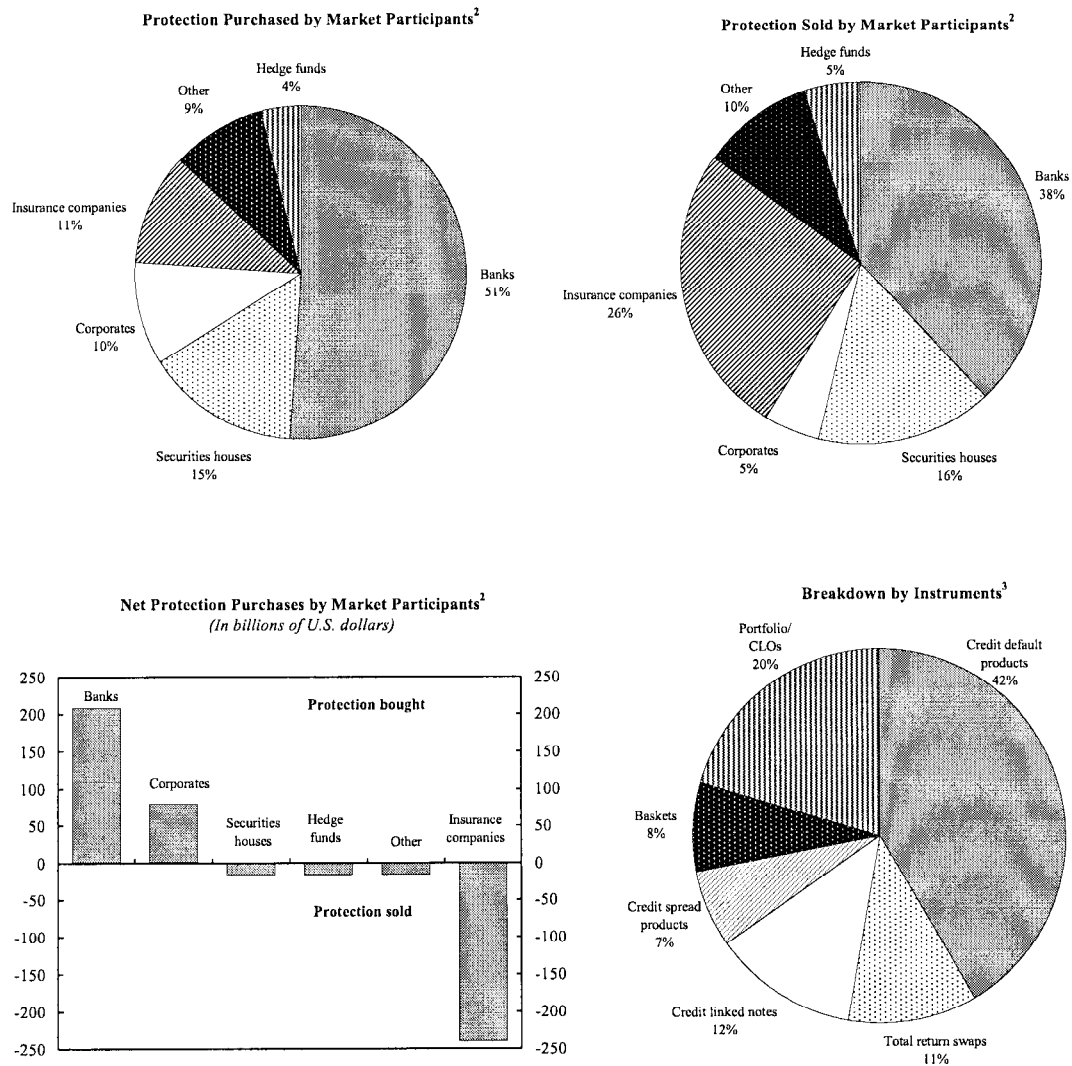 Protection Purchased by Market Participants2
Hedge funds
4%
Other
9%
Insurance companies
11%
Banks
51%
Corporates
10%
Securities houses
15%
Protection Sold by Market Participants2
Hedge funds
5%
Other
10%
Banks
38%
Insurance companies
26%
Corporates
5%
Securities houses
16%
Net Protection Purchases by Market Participants2
(In billions of U.S. dollars)
250
200
150
100
50
0
-50
-100
-150
-200
-250
Banks
Protection bought
Corporates
Securities
houses
Hedge
funds
Other
Insurance
companies
Protection sold
250
200
150
100
50
0
-50
-100
-150
-200
-250
Breakdown by Instruments3
Portfolio/
CLOs
20%
Credit default
products
42%
Baskets
8%
Credit spread
products
7%
Credit linked notes
12%
Total return swaps
11%